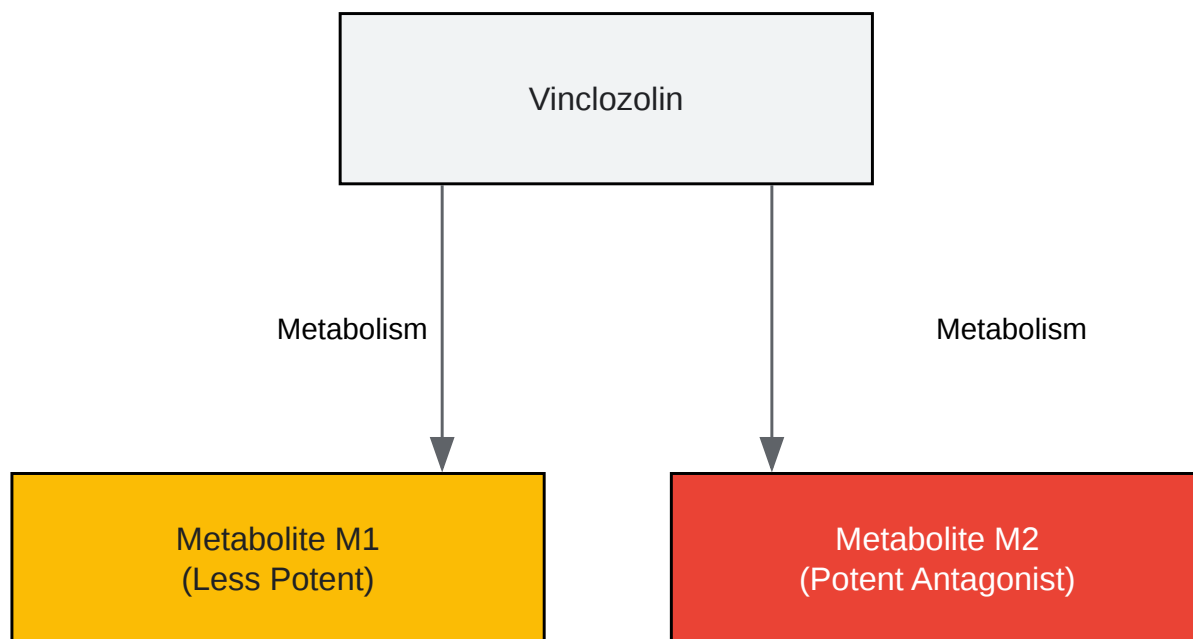 Vinclozolin
Metabolism
Metabolism
Metabolite M1
(Less Potent)
Metabolite M2
(Potent Antagonist)